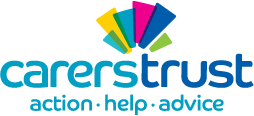 carerstrust
action · help · advice